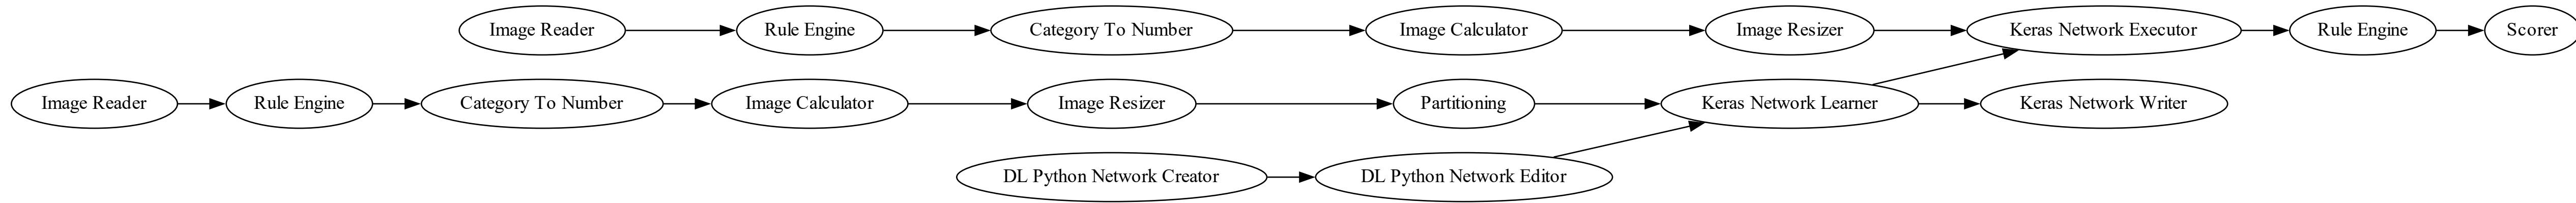 Image Reader
Rule Engine
Category To Number
Image Calculator
Image Resizer
Keras Network Executor
Rule Engine
Scorer
Image Reader
Rule Engine
Category To Number
Image Calculator
Image Resizer
Partitioning
Keras Network Learner
Keras Network Writer
DL Python Network Creator
DL Python Network Editor